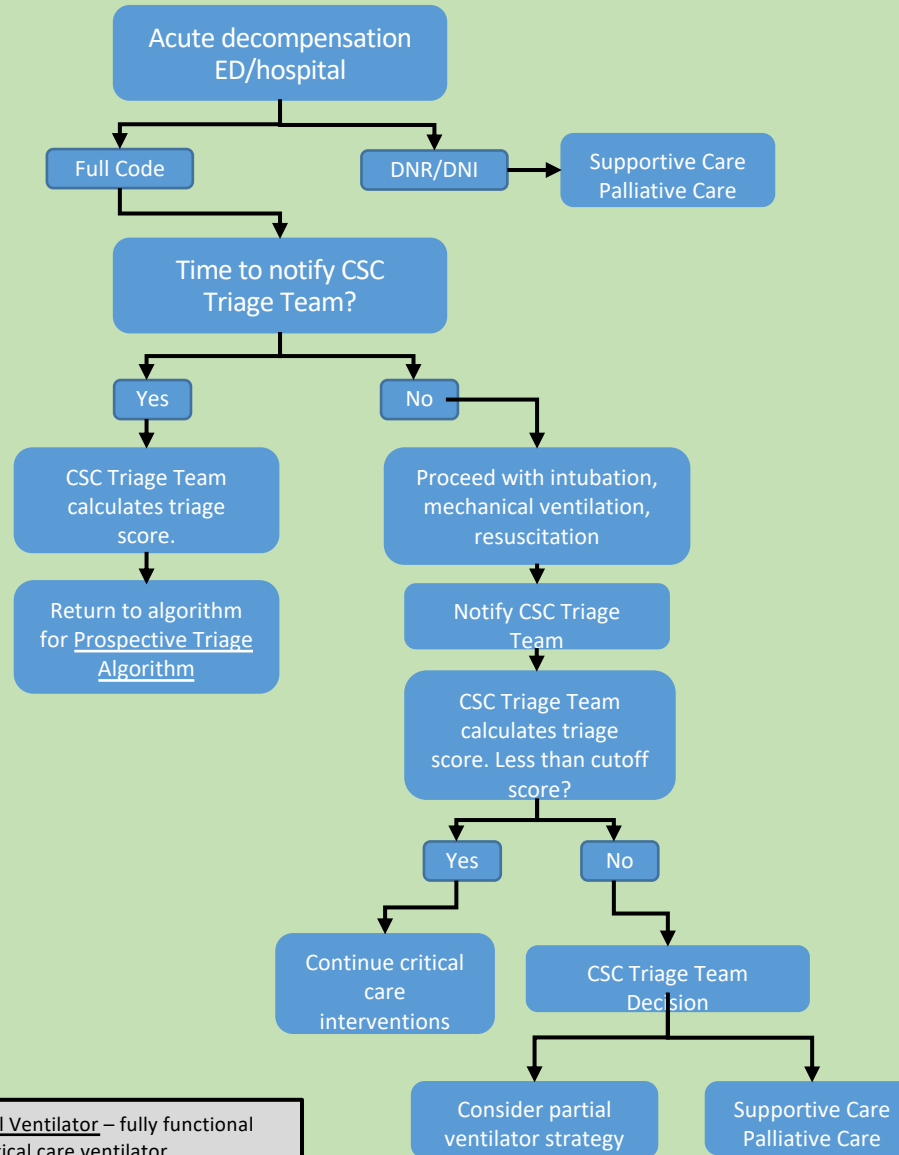 Acute decompensation
ED/hospital
Full Code
DNR/DNI
Supportive Care
Palliative Care
Time to notify CSC
Triage Team?
Yes
No
CSC Triage Team
calculates triage
score.
Proceed with intubation,
mechanical ventilation,
resuscitation
Return to algorithm
for Prospective Triage
Algorithm
Notify CSC Triage
Team
CSC Triage Team
calculates triage
score. Less than cutoff
score?
Yes
No
Continue critical
care
interventions
CSC Triage Team
Decision
Consider partial
ventilator strategy
Supportive Care
Palliative Care
Ventilator – fully functional
care ventilator